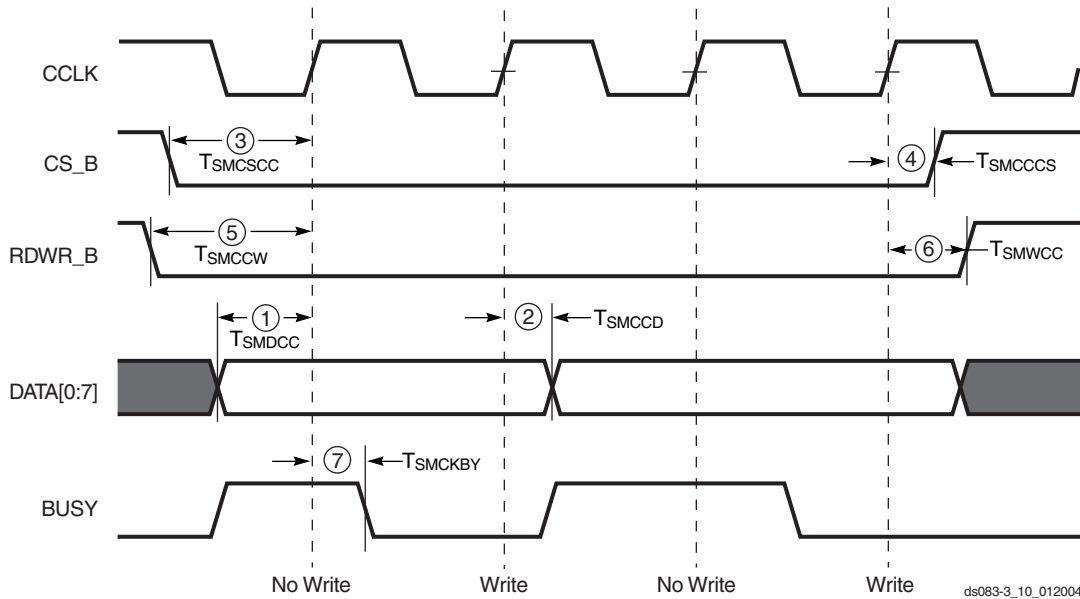 CCLK
③
CS_B
T_SMCSCC
④
T_SMCCCS
⑤
RDWR_B
T_SMCCW
⑥
T_SMWCC
①
T_SMDCC
②
T_SMCCD
DATA[0:7]
⑦
T_SMCKBY
BUSY
No Write
Write
No Write
Write
ds083-3_10_012004